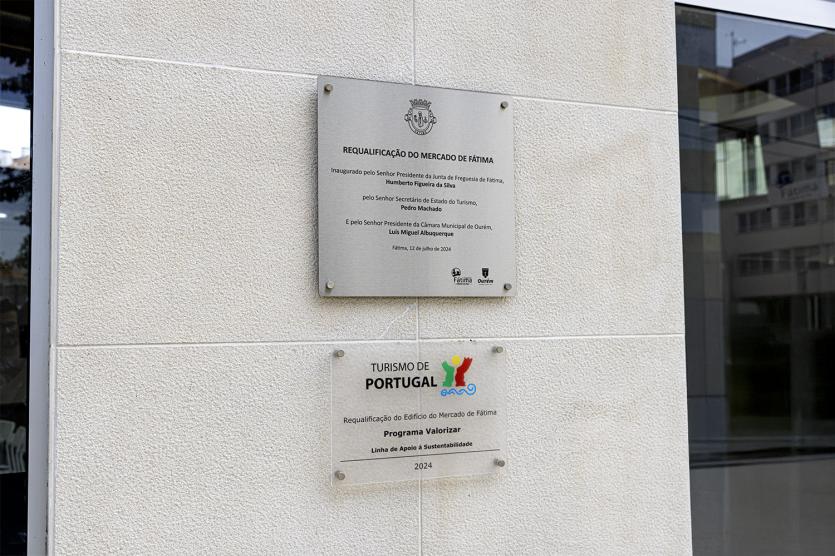 REQUALIFICAÇÃO DO MERCADO DE FÁTIMA
Inaugurado pelo Senhor Presidente da Junta de Freguesia de Fátima,
Humberto Figueira da Silva
pelo Senhor Secretário de Estado do Turismo,
Pedro Machado
E pelo Senhor Presidente da Câmara Municipal de Ourém,
Luís Miguel Albuquerque
Fátima, 12 de julho de 2024
Fátima
Ourém
TURISMO DE
PORTUGAL
Requalificação do Edifício do Mercado de Fátima
Programa Valorizar
Linha de Apoio à Sustentabilidade
2024
Fátima